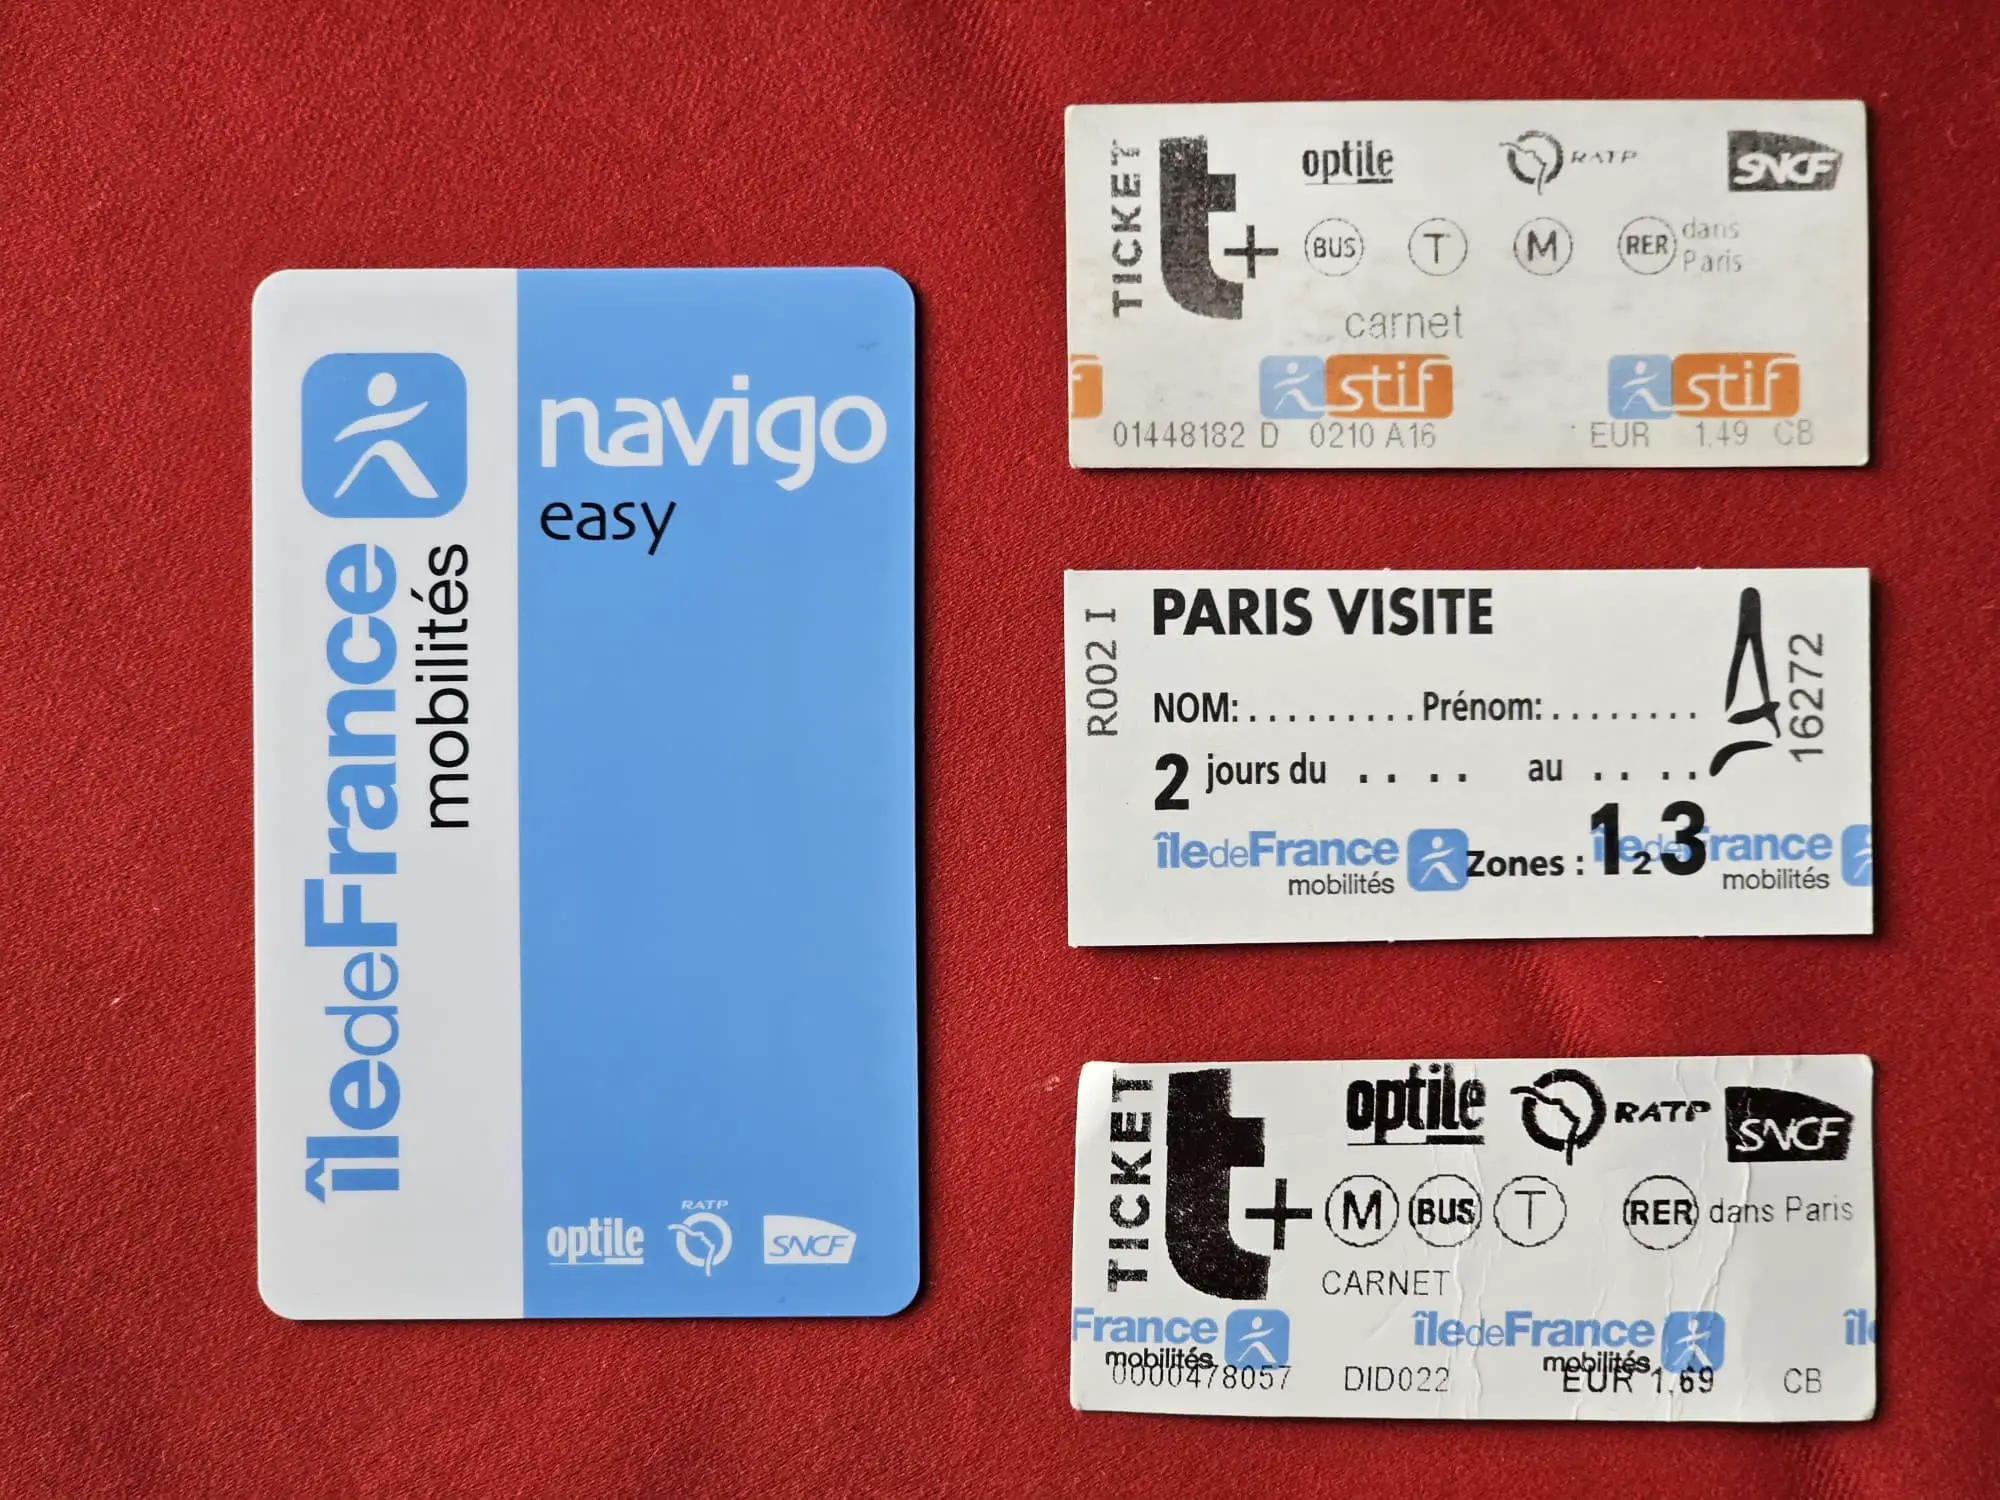 îledeFrance
mobilités
navigo
easy
optile RATP SNCF
TICKET
t+
optile RATP SNCF
BUS T M RER dans Paris
carnet
stif stif
01448182 D 0210 A16 EUR 1,49 CB
R002 I
PARIS VISITE
NOM:......... Prénom:........
2 jours du .... au ....
16272
îledeFrance mobilités Zones : 1 2 3 îledeFrance mobilités
TICKET
t+
optile RATP SNCF
M BUS T RER dans Paris
CARNET
France mobilités îledeFrance mobilités îl
0000478057 DID022 EUR 1,69 CB